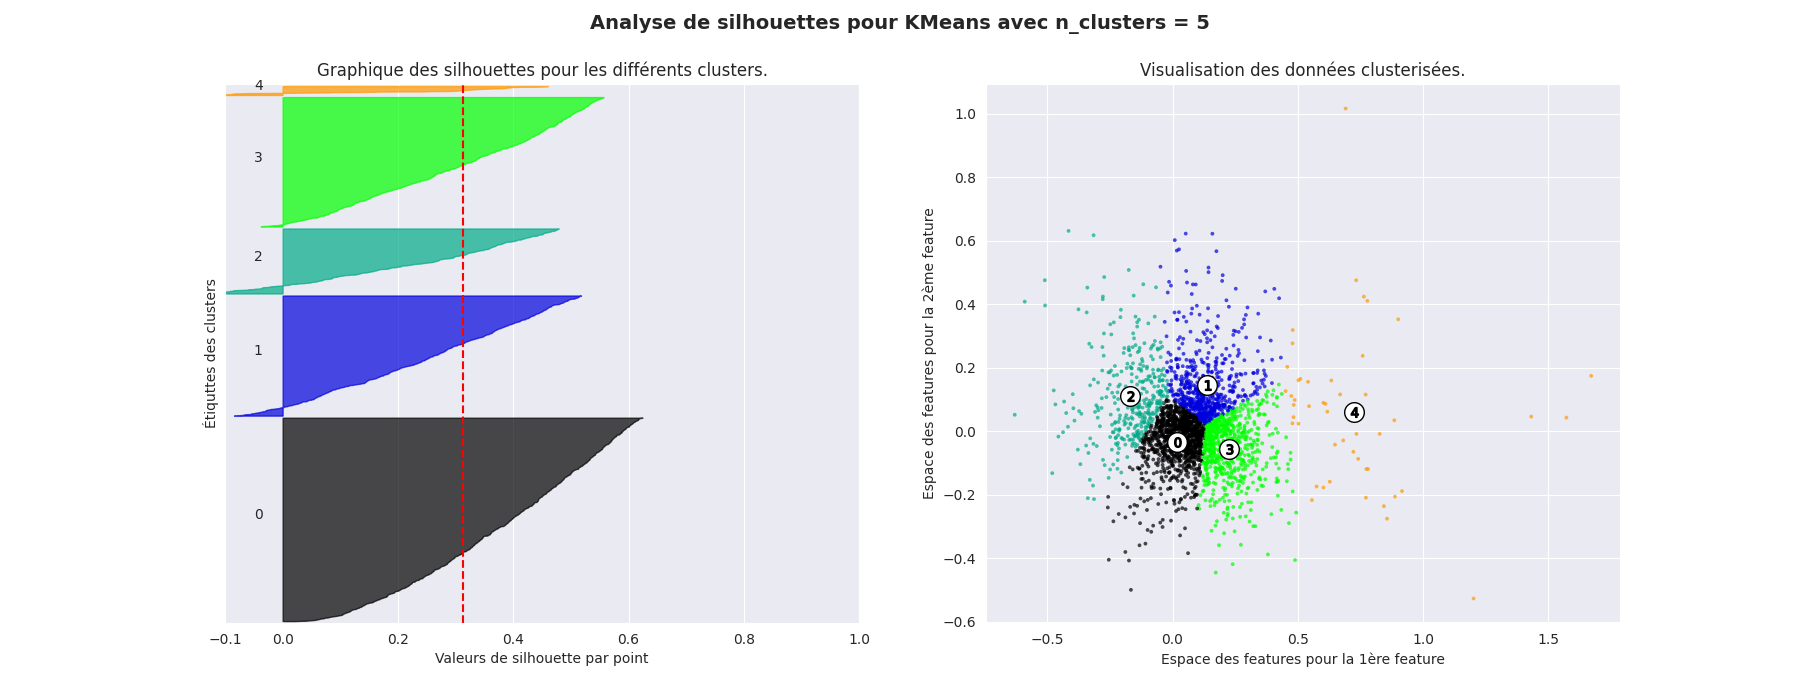 Analyse de silhouettes pour KMeans avec n_clusters = 5
Graphique des silhouettes pour les différents clusters.
Étiquettes des clusters
4
3
2
1
0
−0.1 0.0 0.2 0.4 0.6 0.8 1.0
Valeurs de silhouette par point
Visualisation des données clusterisées.
Espace des features pour la 2ème feature
1.0
0.8
0.6
0.4
0.2
0.0
−0.2
−0.4
−0.6
1
2
4
0
3
−0.5 0.0 0.5 1.0 1.5
Espace des features pour la 1ère feature